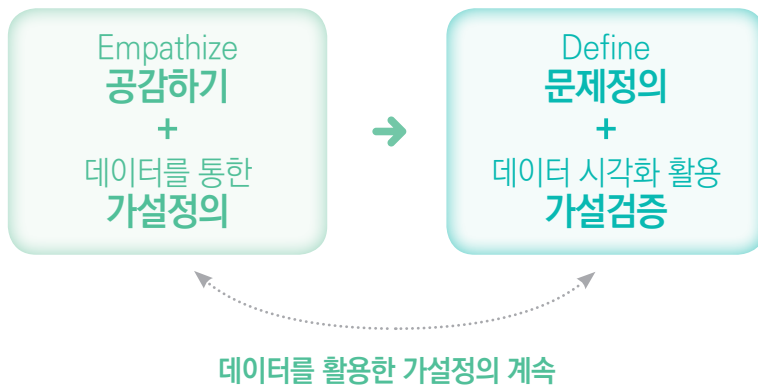 Empathize
공감하기
+
데이터를 통한
가설정의
Define
문제정의
+
데이터 시각화 활용
가설검증
데이터를 활용한 가설정의 계속